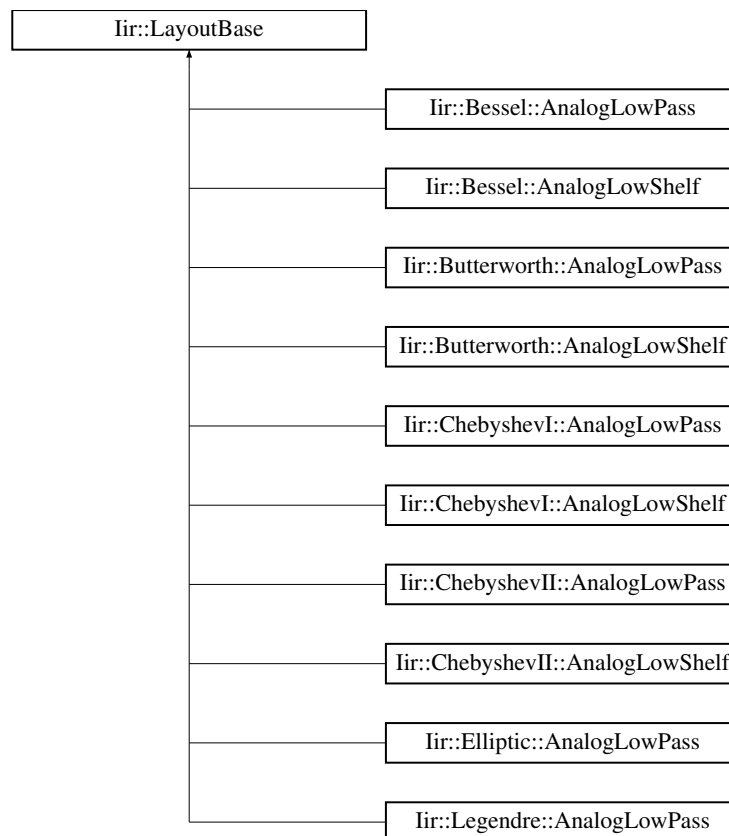 Iir::LayoutBase
Iir::Bessel::AnalogLowPass
Iir::Bessel::AnalogLowShelf
Iir::Butterworth::AnalogLowPass
Iir::Butterworth::AnalogLowShelf
Iir::ChebyshevI::AnalogLowPass
Iir::ChebyshevI::AnalogLowShelf
Iir::ChebyshevII::AnalogLowPass
Iir::ChebyshevII::AnalogLowShelf
Iir::Elliptic::AnalogLowPass
Iir::Legendre::AnalogLowPass